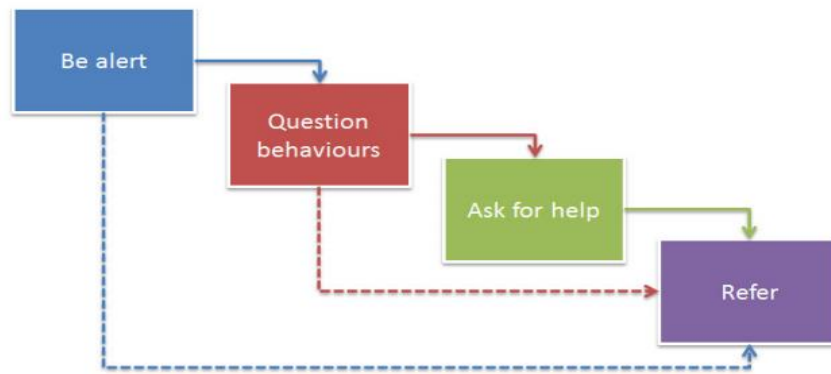 Be alert
Question
behaviours
Ask for help
Refer